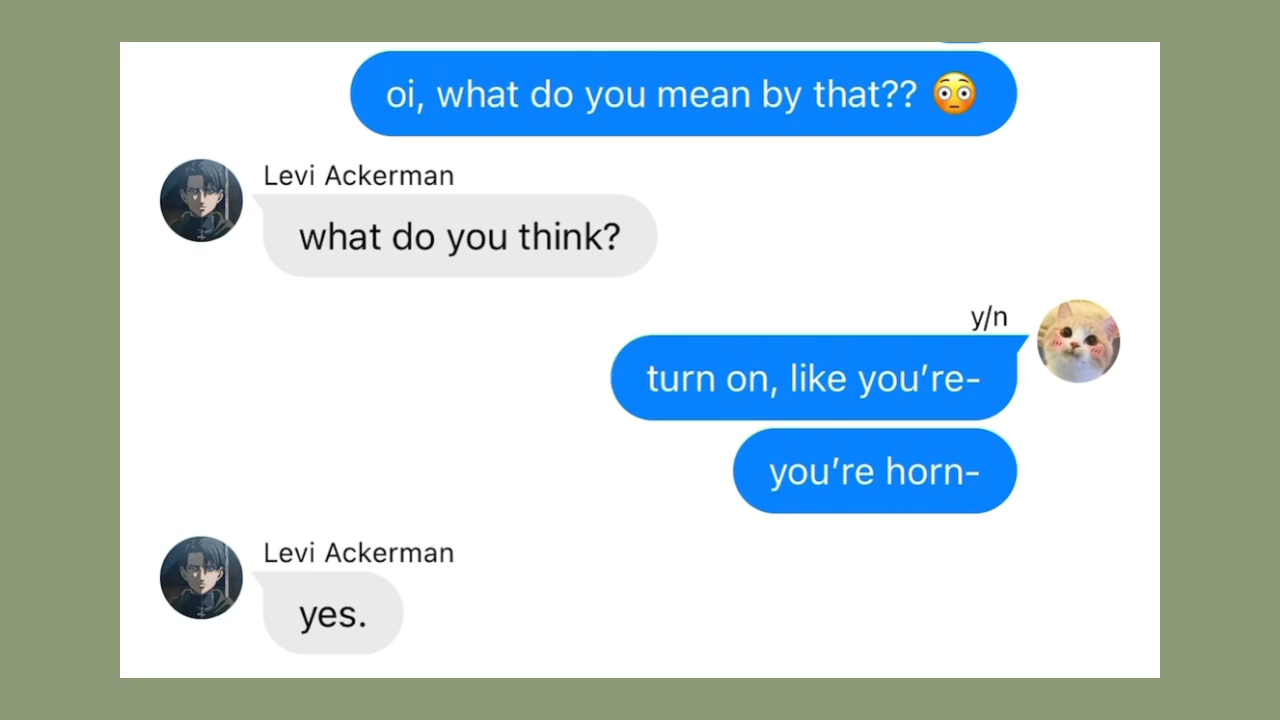 oi, what do you mean by that?? 😳
Levi Ackerman
what do you think?
y/n
turn on, like you’re-
you’re horn-
Levi Ackerman
yes.